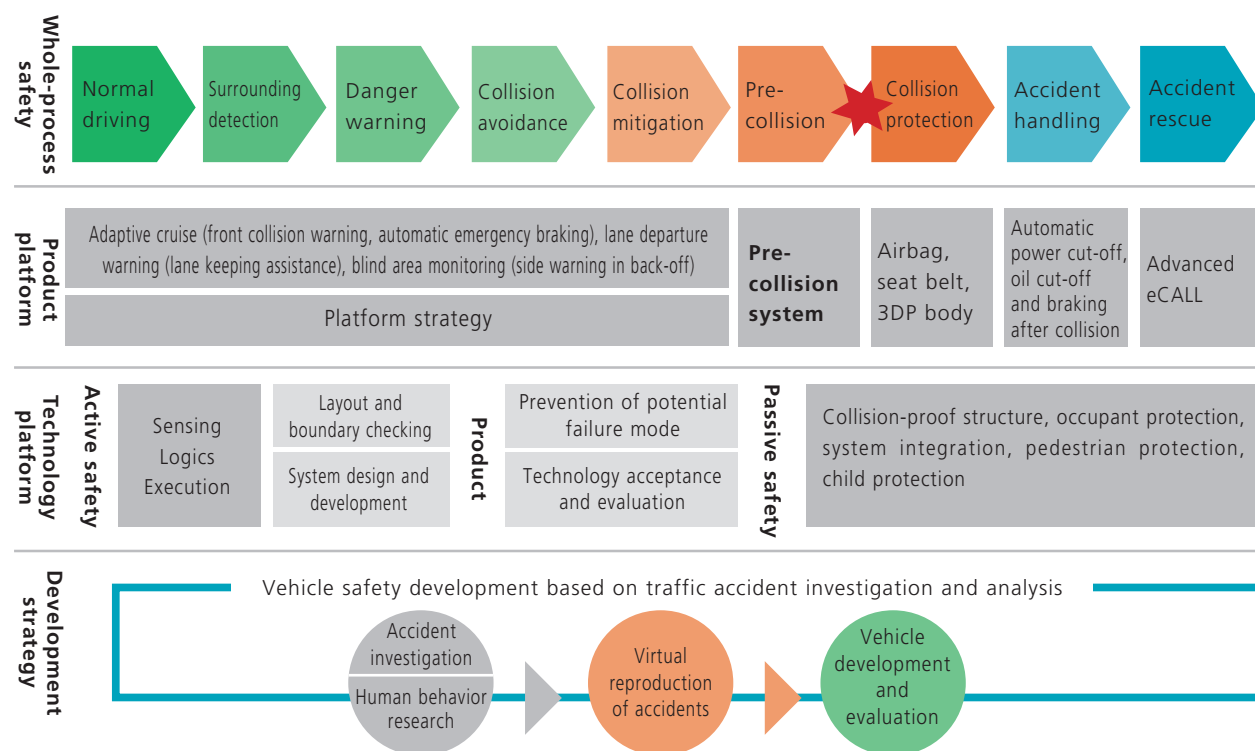 Whole-process
safety
Normal
driving
Surrounding
detection
Danger
warning
Collision
avoidance
Collision
mitigation
Pre-
collision
Collision
protection
Accident
handling
Accident
rescue
Product
platform
Adaptive cruise (front collision warning, automatic emergency braking), lane departure
warning (lane keeping assistance), blind area monitoring (side warning in back-off)
Platform strategy
Pre-
collision
system
Airbag,
seat belt,
3DP body
Automatic
power cut-off,
oil cut-off
and braking
after collision
Advanced
eCALL
Technology
platform
Active safety
Sensing
Logics
Execution
Layout and
boundary checking
System design and
development
Product
Prevention of potential
failure mode
Technology acceptance
and evaluation
Passive safety
Collision-proof structure, occupant protection,
system integration, pedestrian protection,
child protection
Development
strategy
Vehicle safety development based on traffic accident investigation and analysis
Accident
investigation
Human behavior
research
Virtual
reproduction
of accidents
Vehicle
development
and
evaluation